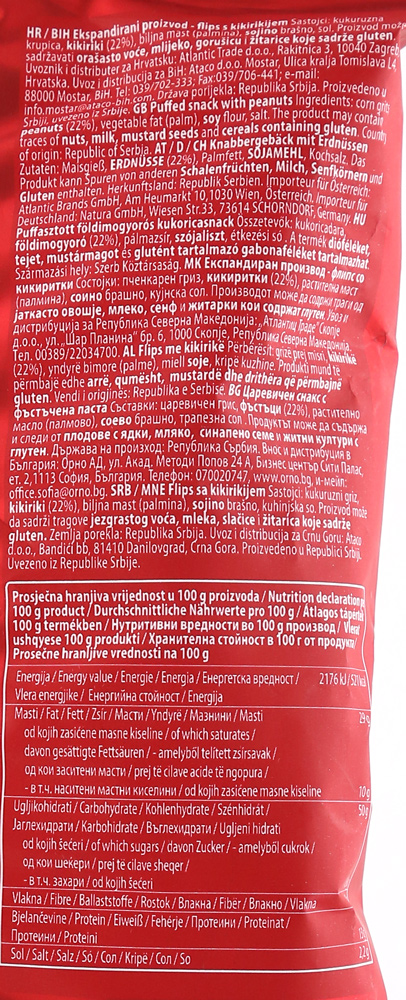 HR / BIH Ekspandirani proizvod - flips s kikirikijem Sastojci: kukuruzna
krupica, kikiriki (22%), biljna mast (palmina), sojino brašno, sol. Proizvod može
sadržavati orašasto voće, mlijeko, gorušicu i žitarice koje sadrže gluten.
Uvoznik i distributer za Hrvatsku: Atlantic Trade d.o.o., Rakitnica 3, 10040 Zagreb
Hrvatska, Uvoz i distribucija za BiH: Ataco d.o.o. Mostar, Ulica kralja Tomislava
88000 Mostar, BiH. Tel: 039/702-333; Fax:039/706-441; e-mail:
info.mostar@ataco-bih.com Država porijekla: Republika Srbija. Proizvedeno u
Srbiji, uvezeno iz Srbije. GB Puffed snack with peanuts Ingredients: corn grits
peanuts (22%), vegetable fat (palm), soy flour, salt. The product may contain
traces of nuts, milk, mustard seeds and cereals containing gluten. Country
of origin: Republic of Serbia. AT / D / CH Knabbergebäck mit Erdnüssen
Zutaten: Maisgieß, ERDNÜSSE (22%), Palmfett, SOJAMEHL, Kochsalz. Das
Produkt kann Spuren von anderen Schalenfrüchten, Milch, Senfkörnern und
Gluten enthalten. Herkunftsland: Republik Serbien. Importeur für Österreich:
Atlantic Brands GmbH, Am Heumarkt 10,1030 Wien, Österreich. Importeur für
Deutschland: Natura GmbH, Wiesen Str.33, 73614 SCHORNDORF, Germany. HU
Puffasztott földimogyorós kukoricasnack Összetevők: kukoricadara,
földimogyoró (22%), pálmazsír, szójaliszt, étkezési só . A termék dióféléket,
tejet, mustármagot és glutént tartalmazó gabonaféléket tartalmazhat.
Származási hely: Szerb Köztársaság. МК Експандиран производ - флипс со
кикиритки Состојки: пченкарен гриз, кикиритки (22%), растителна маст
(палмина), соино брашно, кујнска сол. Производот може да содржи траги од
јаткасто овошје, млеко, сенф и житарки кои содржат глутен. Увоз и
дистрибуција за Република Северна Македонија: „Атлантиц Траде“ Скопје
д.о.о., ул.„Шар Планина“ бр. 6, 1000 Скопје, Република Северна Македонија.
Тел. 00389/22034700. AL Flips me kikirikë Përbërësit: grizë prej misri, kikirikë
(22%), yndyrë bimore (palme), miell soje, kripë kuzhine. Produkti mund të
përmbajë edhe arrë, qumësht, mustardë dhe drithëra që përmbajnë
gluten. Vendi i origjinës: Republika e Serbisë. BG Царевичен снакс с
фъстъчена паста Съставки: царевичен грис, фъстъци (22%), растително
масло (палмово), соево брашно, трапезна сол . Продуктът може да съдържа
и следи от плодове с ядки, мляко, синапено семе и житни култури с
глутен. Държава на произход: Република Сърбия. Внос и дистрибуция в
България: Орно АД, ул. Акад. Методи Попов 24 А, Бизнес център Сити Палас,
ет. 2,1113 София, България. Телефон: 070020747, www.orno.bg, и-мейл:
office.sofia@orno.bg. SRB / MNE Flips sa kikirikijem Sastojci: kukuruzni griz,
kikiriki (22%), biljna mast (palmina), sojino brašno, kuhinjska so. Proizvod može
da sadrži tragove jezgrastog voća, mleka, slačice i žitarica koje sadrže
gluten. Zemlja porekla: Republika Srbija. Uvoz i distribucija za Crnu Goru: Ataco
d.o.o., Bandići bb, 81410 Danilovgrad, Crna Gora. Proizvedeno u Republici Srbiji.
Uvezeno iz Republike Srbije.
Prosječna hranjiva vrijednost u 100 g proizvoda / Nutrition declaration
100 g product / Durchschnittliche Nährwerte pro 100 g / Átlagos tápérték
100 g termékben / Нутритивни вредности во 100 g производ / Vlerat
ushqyese 100 g produkti / Хранителна стойност в 100 г от продукта/
Prosečne hranljive vrednosti na 100 g
Energija / Energy value / Energie / Energia / Енергетска вредност / 2176 kJ / 521 kcal
Vlera energjike / Енергийна стойност / Energija
Masti / Fat / Fett / Zsír / Масти / Yndyrë / Мазнини / Masti 29g
od kojih zasićene masne kiseline / of which saturates /
davon gesättigte Fettsäuren / - amelyből telített zsírsavak /
од кои заситени масти / prej të cilave acide të ngopura /
- в т.ч. наситени мастни киселини / od kojih zasićene masne kiseline 10g
Ugljikohidrati / Carbohydrate / Kohlenhydrate / Szénhidrát / 50g
Јаглехидрати / Karbohidrate / Въглехидрати / Ugljeni hidrati
od kojih šećeri / of which sugars / davon Zucker / - amelyből cukrok /
од кои шеќери / prej të cilave sheqer /
- в т.ч. захари / od kojih šećeri
Vlakna / Fibre / Ballaststoffe / Rostok / Влакна / Fibër / Влакно / Vlakna
Bjelančevine / Protein / Eiweiß / Fehérje / Протеини / Proteinat /
Протеини / Proteini
Sol / Salt / Salz / Só / Сол / Kripë / Сол / So 2,2g